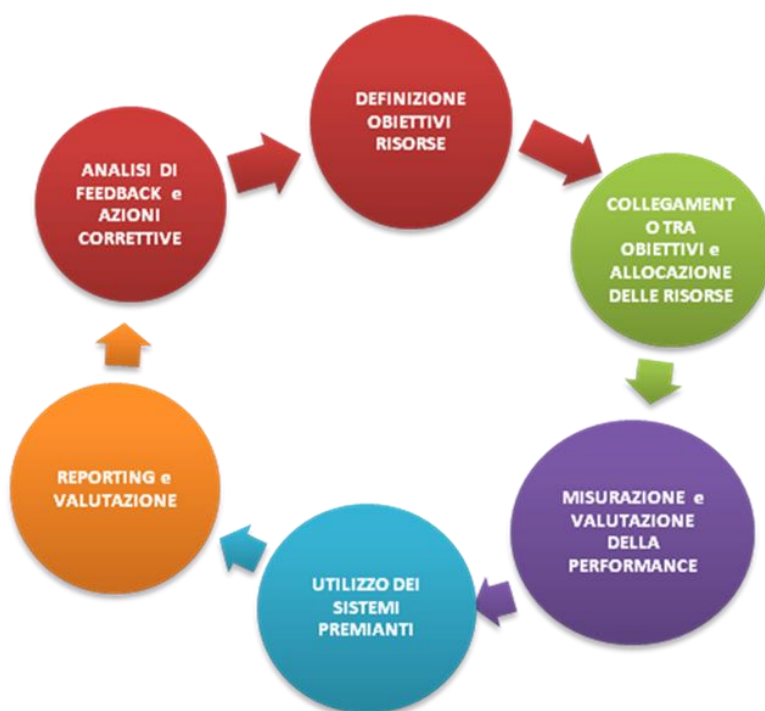 DEFINIZIONE
OBIETTIVI
RISORSE
COLLEGAMENT
O TRA
OBIETTIVI e
ALLOCAZIONE
DELLE RISORSE
MISURAZIONE e
VALUTAZIONE
DELLA
PERFORMANCE
UTILIZZO DEI
SISTEMI
PREMIANTI
REPORTING e
VALUTAZIONE
ANALISI DI
FEEDBACK e
AZIONI
CORRETTIVE